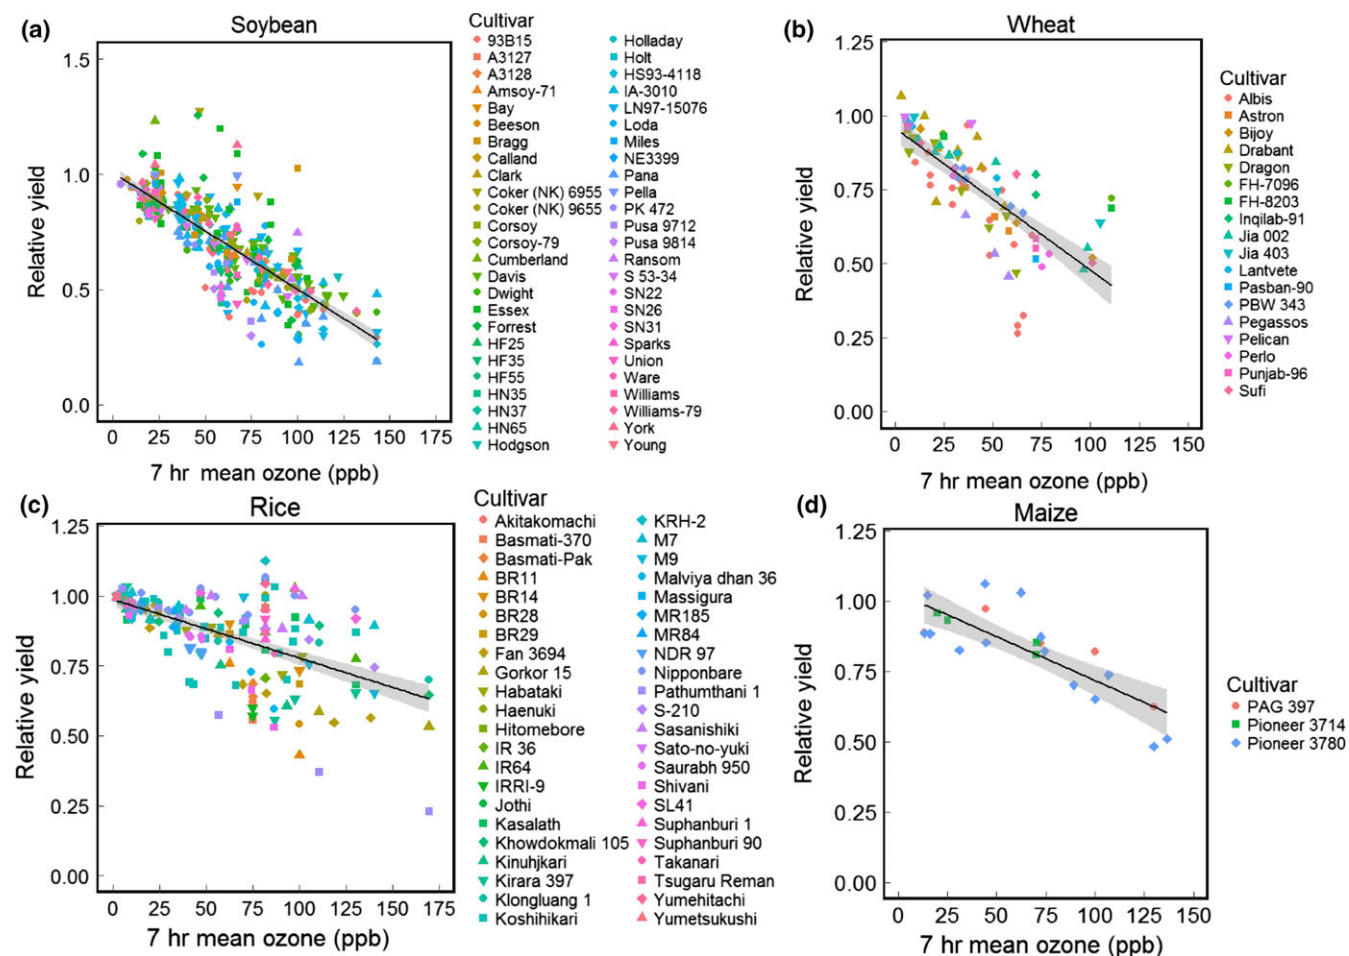 (a)
Soybean
Relative yield
1.5
1.0
0.5
0.0
0 25 50 75 100 125 150 175
7 hr mean ozone (ppb)
Cultivar
93B15
A3127
A3128
Amsoy-71
Bay
Beeson
Bragg
Calland
Clark
Coker (NK) 6955
Coker (NK) 9655
Corsoy
Corsoy-79
Cumberland
Davis
Dwight
Essex
Forrest
HF25
HF35
HF55
HN35
HN37
HN65
Hodgson
Holladay
Holt
HS93-4118
IA-3010
LN97-15076
Loda
Miles
NE3399
Pana
Pella
PK 472
Pusa 9712
Pusa 9814
Ransom
S 53-34
SN22
SN26
SN31
Sparks
Union
Ware
Williams
Williams-79
York
Young
(b)
Wheat
Relative yield
1.25
1.00
0.75
0.50
0.25
0.00
0 25 50 75 100 125 150
7 hr mean ozone (ppb)
Cultivar
Albis
Astron
Bijoy
Drabant
Dragon
FH-7096
FH-8203
Inqilab-91
Jia 002
Jia 403
Lantvete
Pasban-90
PBW 343
Pegassos
Pelican
Perlo
Punjab-96
Sufi
(c)
Rice
Relative yield
1.25
1.00
0.75
0.50
0.25
0.00
0 25 50 75 100 125 150 175
7 hr mean ozone (ppb)
Cultivar
Akitakomachi
Basmati-370
Basmati-Pak
BR11
BR14
BR28
BR29
Fan 3694
Gorkor 15
Habataki
Haenuki
Hitomebore
IR 36
IR64
IRRI-9
Jothi
Kasalath
Khowdokmali 105
Kinuhjkari
Kirara 397
Klongluang 1
Koshihikari
KRH-2
M7
M9
Malviya dhan 36
Massigura
MR185
MR84
NDR 97
Nipponbare
Pathumthani 1
S-210
Sasanishiki
Sato-no-yuki
Saurabh 950
Shivani
SL41
Suphanburi 1
Suphanburi 90
Takanari
Tsugaru Reman
Yumehitachi
Yumetsukushi
(d)
Maize
Relative yield
1.25
1.00
0.75
0.50
0.25
0.00
0 25 50 75 100 125 150
7 hr mean ozone (ppb)
Cultivar
PAG 397
Pioneer 3714
Pioneer 3780